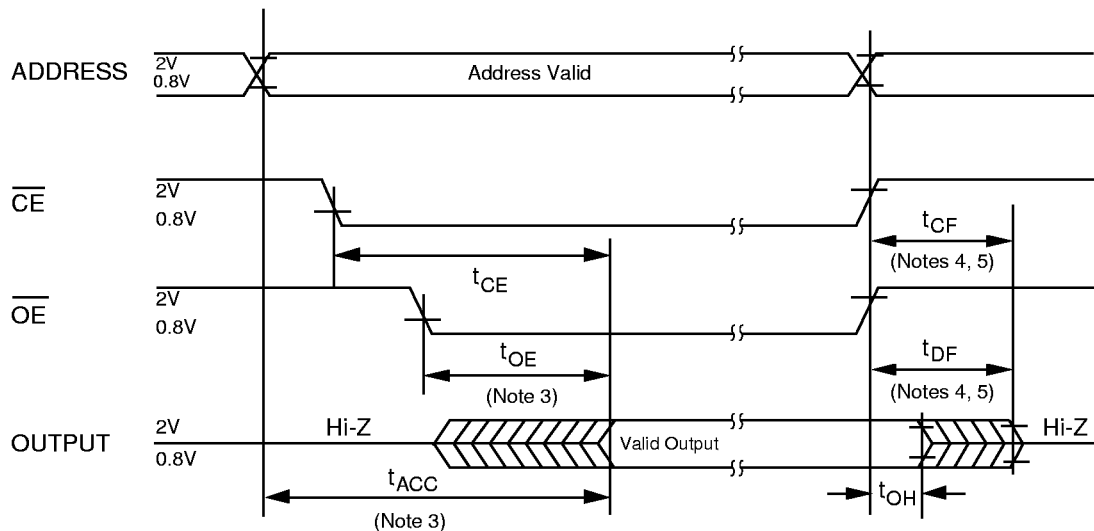 ADDRESS
2V
0.8V
Address Valid
CE
2V
0.8V
tCE
tCF
(Notes 4, 5)
OE
2V
0.8V
tOE
(Note 3)
tDF
(Notes 4, 5)
OUTPUT
2V
0.8V
Hi-Z
Valid Output
Hi-Z
tACC
(Note 3)
tOH